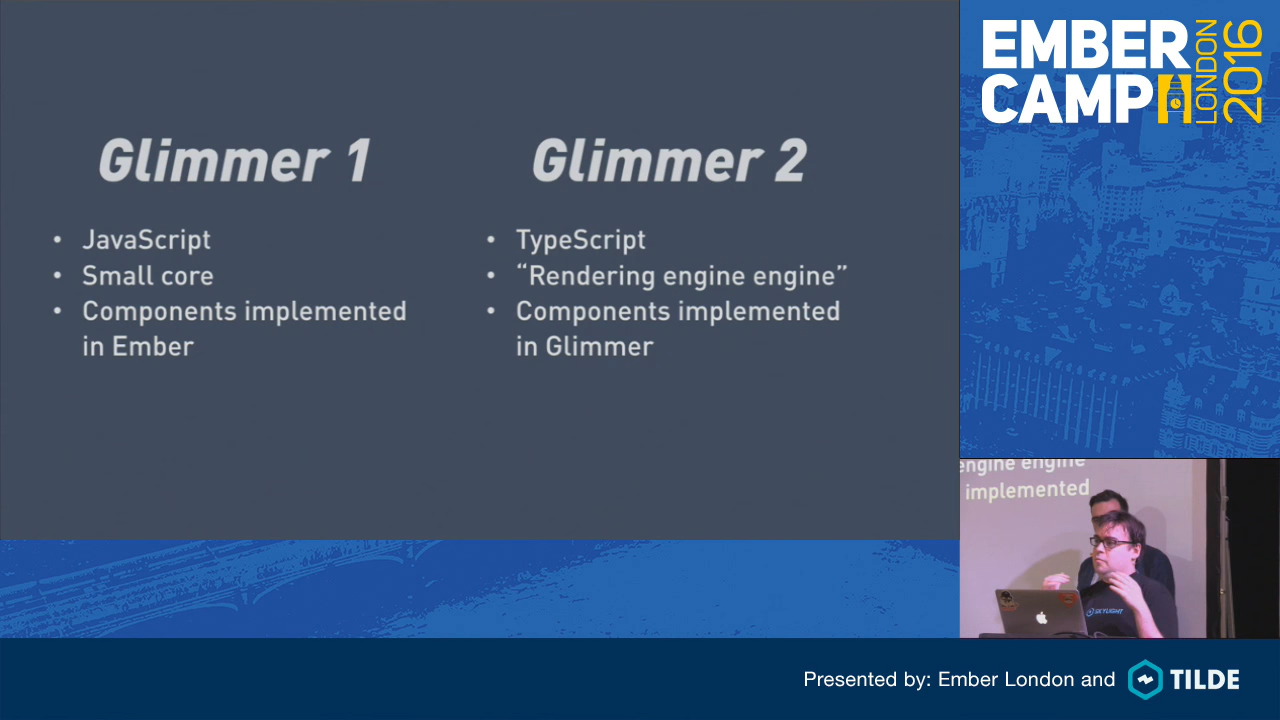 Glimmer 1
• JavaScript
• Small core
• Components implemented
in Ember
Glimmer 2
• TypeScript
• “Rendering engine engine”
• Components implemented
in Glimmer
EMBER
CAMP
LONDON
2016
engine engine
implemented
SKYLIGHT
Presented by: Ember London and
TILDE